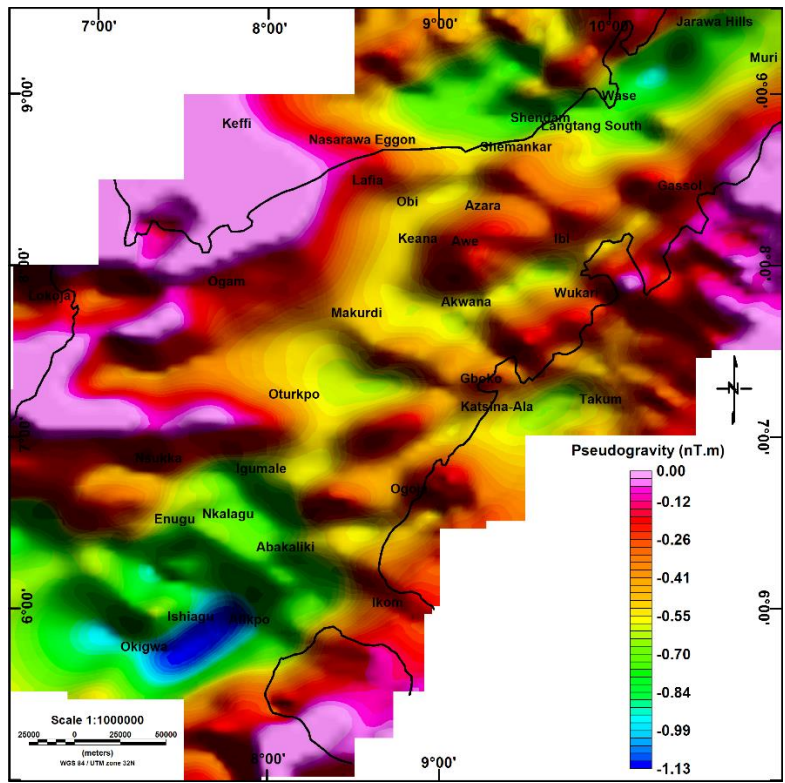 7°00'
8°00'
9°00'
10°00'
Jarawa Hills
Muri
9°00'
9°00'
Wase
Keffi
Shendam
Langtang South
Nasarawa Eggon
Shemankar
Lafia
Gassol
Obi
Azara
Keana
Awe
Ibi
8°00'
Ogam
Wukari
Lokoja
Akwana
Makurdi
Gboko
Oturkpo
Katsina-Ala
Takum
N
7°00'
7°00'
Nsukka
Igumale
Pseudogravity (nT.m)
0.00
-0.12
-0.26
-0.41
-0.55
-0.70
-0.84
-0.99
-1.13
Ogoja
Nkalagu
Enugu
Abakaliki
6°00'
Ikom
6°00'
Ishiagu
Okigwa
Scale 1:1000000
25000 0 25000 50000
(meters)
WGS 84 / UTM zone 32N
8°00'
9°00'